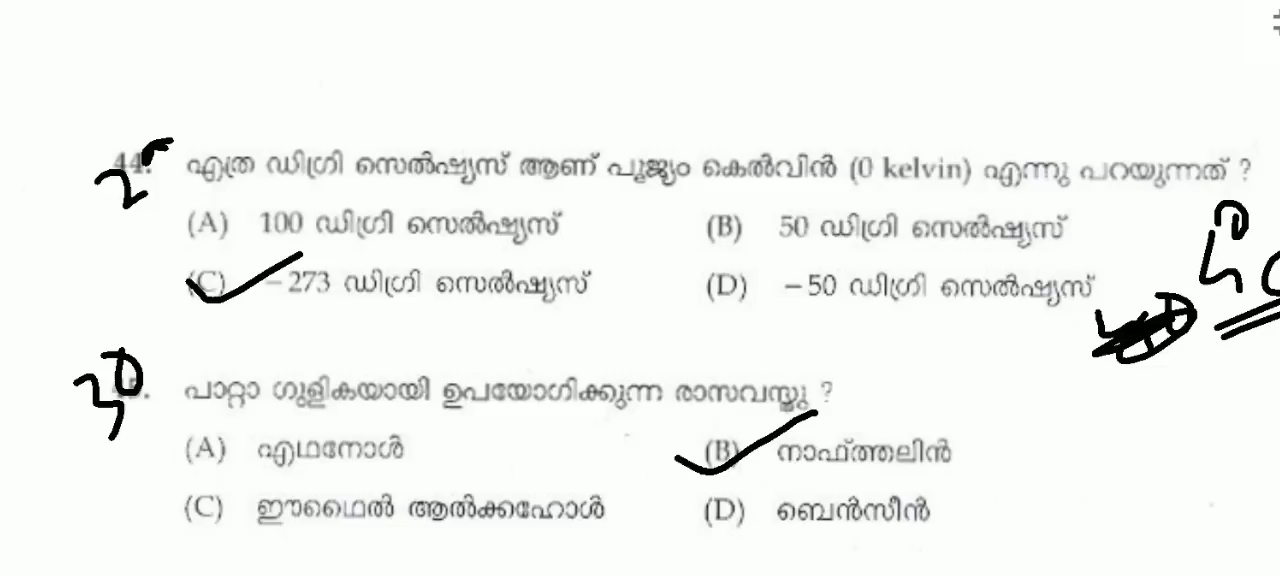 44. എത്ര ഡിഗ്രി സെൽഷ്യസ് ആണ് പൂജ്യം കെൽവിൻ (0 kelvin) എന്നു പറയുന്നത് ?
(A) 100 ഡിഗ്രി സെൽഷ്യസ് (B) 50 ഡിഗ്രി സെൽഷ്യസ്
(C) –273 ഡിഗ്രി സെൽഷ്യസ് (D) –50 ഡിഗ്രി സെൽഷ്യസ്
പാറ്റാ ഗുളികയായി ഉപയോഗിക്കുന്ന രാസവസ്തു ?
(A) എഥനോൾ (B) നാഫ്ത്തലിൻ
(C) ഈഥൈൽ ആൽക്കഹോൾ (D) ബെൻസീൻ